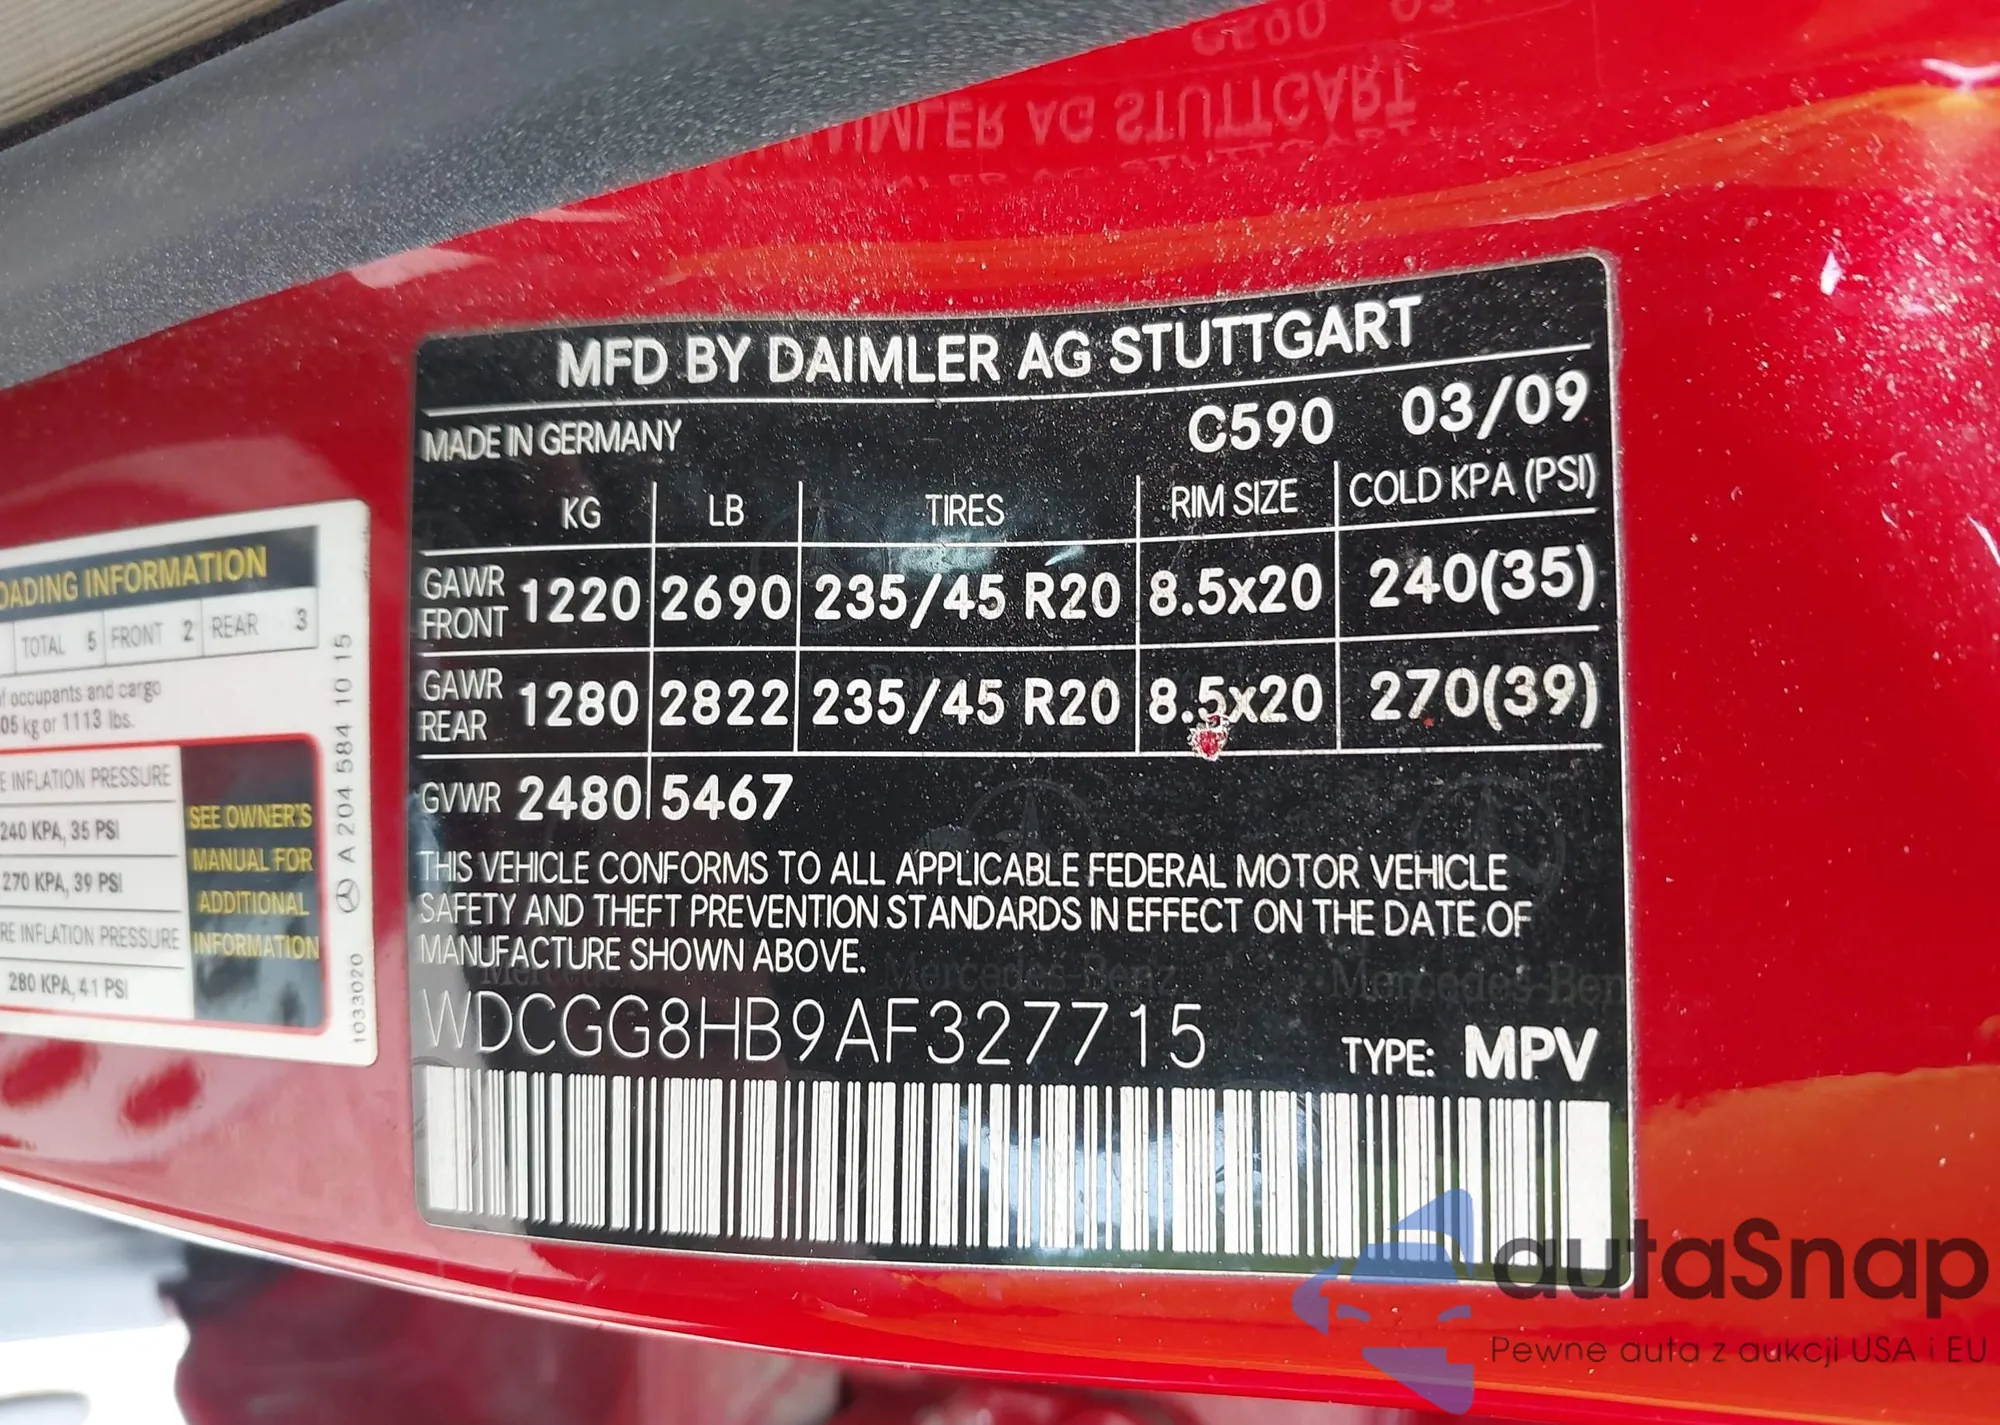 MFD BY DAIMLER AG STUTTGART
MADE IN GERMANY C590 03/09
KG LB TIRES RIM SIZE COLD KPA (PSI)
GAWR FRONT 1220 2690 235/45 R20 8.5x20 240(35)
GAWR REAR 1280 2822 235/45 R20 8.5x20 270(39)
GVWR 2480 5467
THIS VEHICLE CONFORMS TO ALL APPLICABLE FEDERAL MOTOR VEHICLE
SAFETY AND THEFT PREVENTION STANDARDS IN EFFECT ON THE DATE OF
MANUFACTURE SHOWN ABOVE.
WDCGG8HB9AF327715
TYPE: MPV
INFORMATION
TOTAL 5 FRONT 2 REAR 3
occupants and cargo
kg or 1113 lbs.
INFLATION PRESSURE
240 KPA, 35 PSI
270 KPA, 39 PSI
INFLATION PRESSURE
280 KPA, 41 PSI
SEE OWNER'S
MANUAL FOR
ADDITIONAL
INFORMATION
1033020 A 204 584 10 15
DAIMLER AG STUTTGART
C590
Mercedes-Benz
autaSnap
Pewne auta z aukcji USA i EU